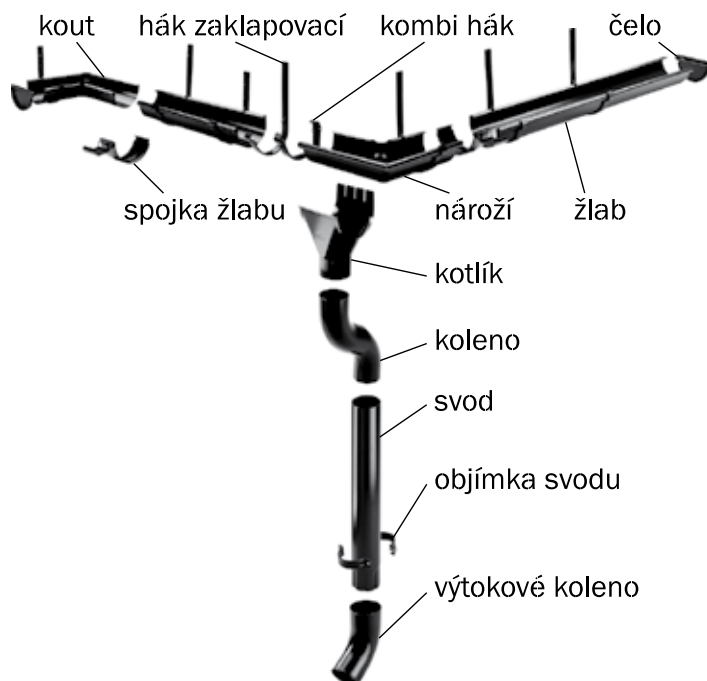 kout hák zaklapovací kombi hák čelo
spojka žlabu nároží žlab
kotlík
koleno
svod
objímka svodu
výtokové koleno